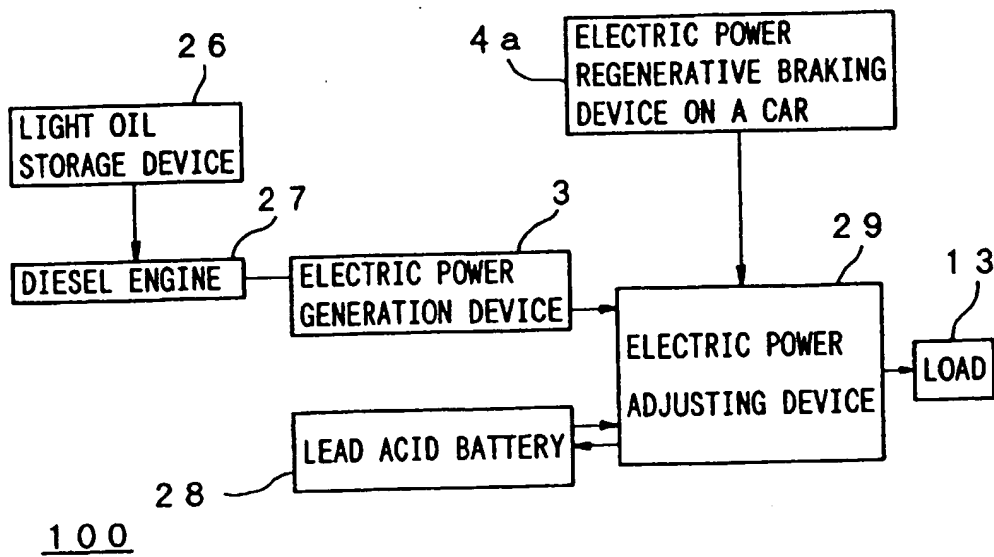 26
LIGHT OIL
STORAGE DEVICE
4a
ELECTRIC POWER
REGENERATIVE BRAKING
DEVICE ON A CAR
27
DIESEL ENGINE
3
ELECTRIC POWER
GENERATION DEVICE
29
ELECTRIC POWER
ADJUSTING DEVICE
13
LOAD
LEAD ACID BATTERY
28
100